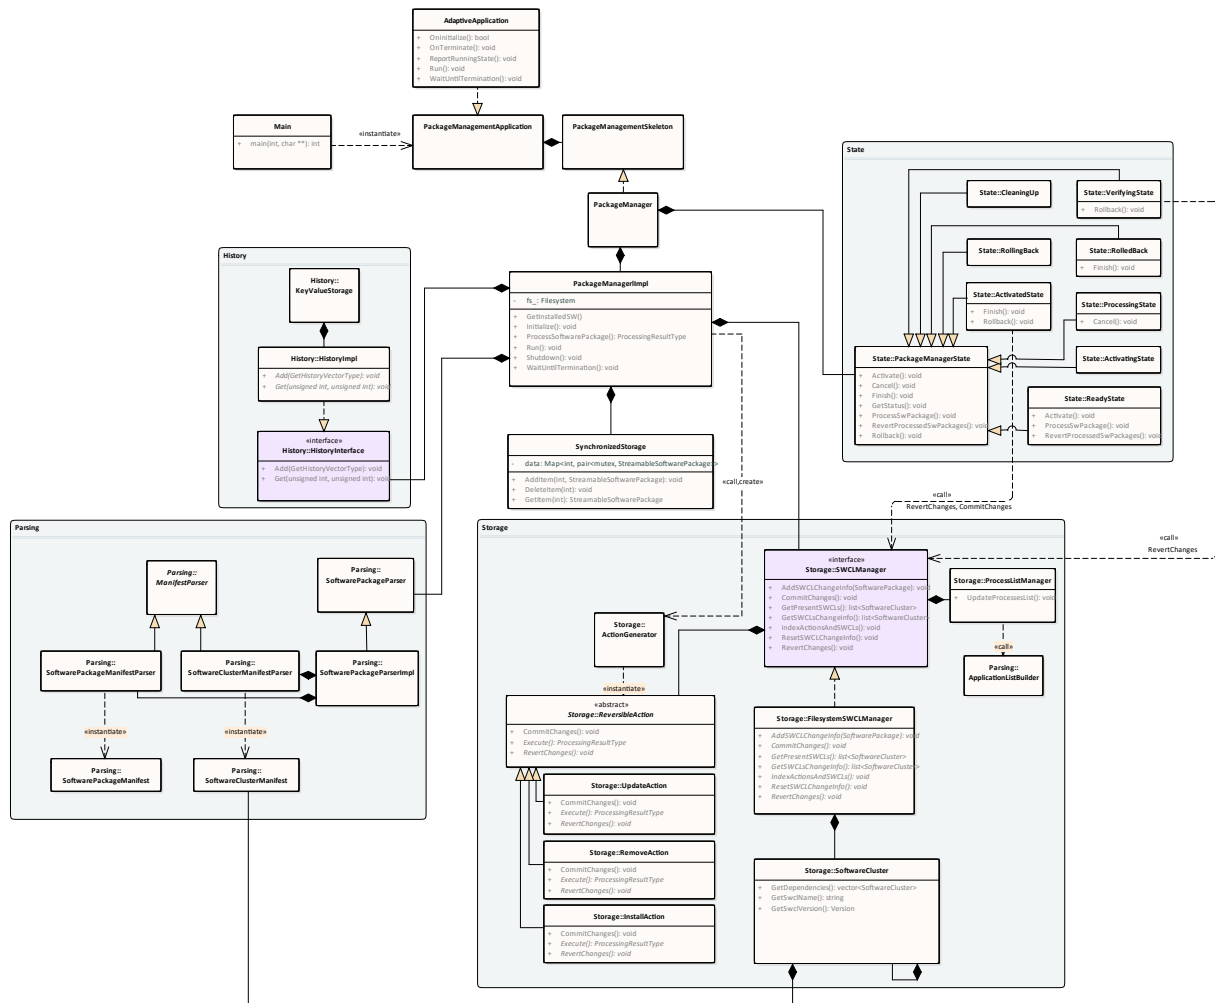 AdaptiveApplication
+ OnInitialize(): bool
+ OnTerminate(): void
+ ReportRunningState(): void
+ Run(): void
+ WaitUntilTermination(): void
Main
+ main(int, char **): int
«instantiate»
PackageManagementApplication
PackageManagementSkeleton
PackageManager
State
State::CleaningUp
State::VerifyingState
+ Rollback(): void
State::RollingBack
State::RolledBack
+ Finish(): void
State::ActivatedState
+ Finish(): void
+ Rollback(): void
State::ProcessingState
+ Cancel(): void
State::ActivatingState
State::PackageManagerState
+ Activate(): void
+ Cancel(): void
+ Finish(): void
+ GetStatus(): void
+ ProcessSwPackage(): void
+ RevertProcessedSwPackages(): void
+ Rollback(): void
State::ReadyState
+ Activate(): void
+ ProcessSwPackage(): void
+ RevertProcessedSwPackages(): void
History
History::
KeyValueStorage
History::HistoryImpl
+ Add(GetHistoryVectorType): void
+ Get(unsigned int, unsigned int): void
«interface»
History::HistoryInterface
+ Add(GetHistoryVectorType): void
+ Get(unsigned int, unsigned int): void
PackageManagerIImpl
- fs_: Filesystem
+ GetInstalledSW()
+ Initialize(): void
+ ProcessSoftwarePackage(): ProcessingResultType
+ Run(): void
+ Shutdown(): void
+ WaitUntilTermination(): void
SynchronizedStorage
- data: Map<int, pair<mutex, StreamableSoftwarePackage>>
+ AddItem(int, StreamableSoftwarePackage): void
+ DeleteItem(int): void
+ GetItem(int): StreamableSoftwarePackage
«call,create»
«call»
RevertChanges, CommitChanges
«call»
RevertChanges
Parsing
Parsing::
ManifestParser
Parsing::
SoftwarePackageParser
Parsing::
SoftwarePackageManifestParser
Parsing::
SoftwareClusterManifestParser
Parsing::
SoftwarePackageParserImpl
«instantiate»
«instantiate»
Parsing::
SoftwarePackageManifest
Parsing::
SoftwareClusterManifest
Storage
«interface»
Storage::SWCLManager
+ AddSWCLChangeInfo(SoftwarePackage): void
+ CommitChanges(): void
+ GetPresentSWCLs(): list<SoftwareCluster>
+ GetSWCLsChangeInfo(): list<SoftwareCluster>
+ IndexActionsAndSWCLs(): void
+ ResetSWCLChangeInfo(): void
+ RevertChanges(): void
Storage::ProcessListManager
+ UpdateProcessesList(): void
«call»
Parsing::
ApplicationListBuilder
Storage::
ActionGenerator
«instantiate»
«abstract»
Storage::ReversibleAction
+ CommitChanges(): void
+ Execute(): ProcessingResultType
+ RevertChanges(): void
Storage::UpdateAction
+ CommitChanges(): void
+ Execute(): ProcessingResultType
+ RevertChanges(): void
Storage::RemoveAction
+ CommitChanges(): void
+ Execute(): ProcessingResultType
+ RevertChanges(): void
Storage::InstallAction
+ CommitChanges(): void
+ Execute(): ProcessingResultType
+ RevertChanges(): void
Storage::FilesystemSWCLManager
+ AddSWCLChangeInfo(SoftwarePackage): void
+ CommitChanges(): void
+ GetPresentSWCLs(): list<SoftwareCluster>
+ GetSWCLsChangeInfo(): list<SoftwareCluster>
+ IndexActionsAndSWCLs(): void
+ ResetSWCLChangeInfo(): void
+ RevertChanges(): void
Storage::SoftwareCluster
+ GetDependencies(): vector<SoftwareCluster>
+ GetSwclName(): string
+ GetSwclVersion(): Version